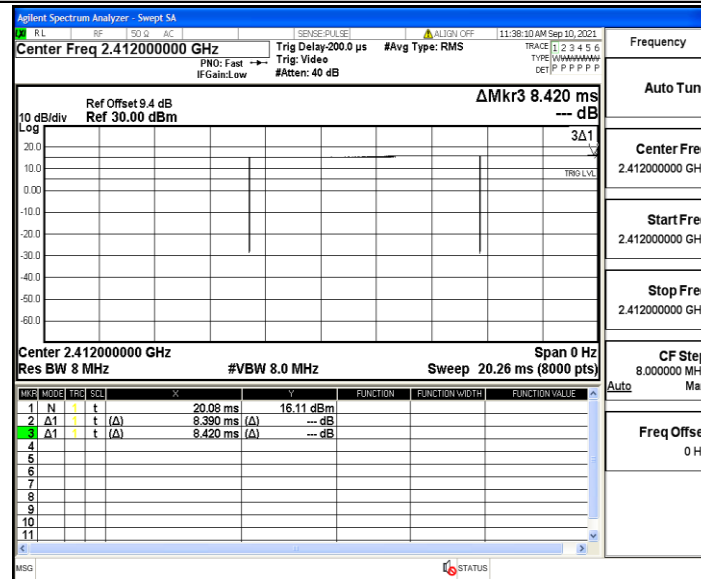 Agilent Spectrum Analyzer - Swept SA
RL RF 50 Ω AC SENSE:PULSE ALIGN OFF 11:38:10 AM Sep 10, 2021
Center Freq 2.412000000 GHz
PNO: Fast
IFGain:Low
Trig Delay-200.0 µs
Trig: Video
#Atten: 40 dB
#Avg Type: RMS
TRACE 1 2 3 4 5 6
TYPE WWWWWW
DET P P P P P P
Ref Offset 9.4 dB
Ref 30.00 dBm
10 dB/div
Log
ΔMkr3 8.420 ms
--- dB
3Δ1
TRIG LVL
20.0
10.0
0.00
-10.0
-20.0
-30.0
-40.0
-50.0
-60.0
Center 2.412000000 GHz Span 0 Hz
Res BW 8 MHz #VBW 8.0 MHz Sweep 20.26 ms (8000 pts)
MKR MODE TRC SCL X Y FUNCTION FUNCTION WIDTH FUNCTION VALUE
1 N 1 t 20.08 ms 16.11 dBm
2 Δ1 1 t (Δ) 8.390 ms (Δ) --- dB
3 Δ1 1 t (Δ) 8.420 ms (Δ) --- dB
4
5
6
7
8
9
10
11
MSG STATUS
Frequency
Auto Tun
Center Fre
2.412000000 GH
Start Fre
2.412000000 GH
Stop Fre
2.412000000 GH
CF Step
8.000000 MH
Auto Ma
Freq Offse
0 H